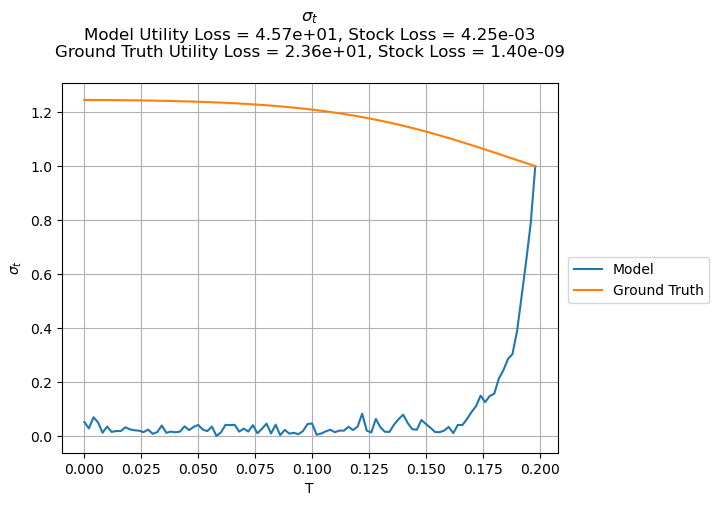 σt
Model Utility Loss = 4.57e+01, Stock Loss = 4.25e-03
Ground Truth Utility Loss = 2.36e+01, Stock Loss = 1.40e-09
1.2
1.0
0.8
0.6
0.4
0.2
0.0
σt
0.000 0.025 0.050 0.075 0.100 0.125 0.150 0.175 0.200
T
Model
Ground Truth